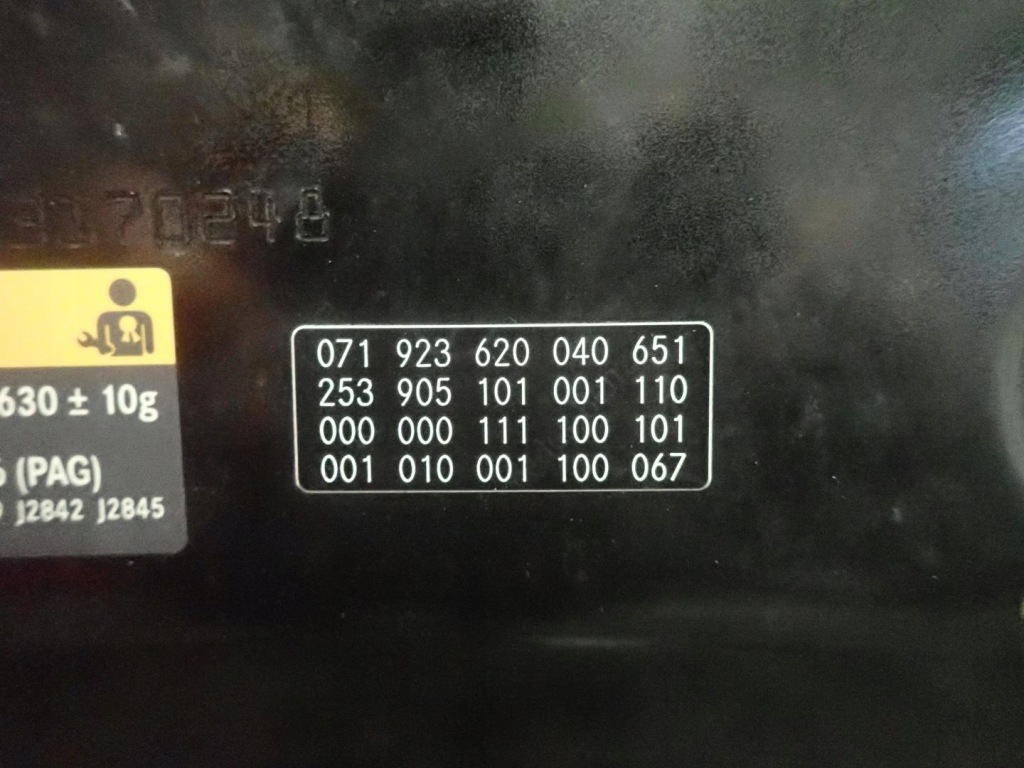 3070248
630 ± 10g
(PAG)
J2842 J2845
071 923 620 040 651
253 905 101 001 110
000 000 111 100 101
001 010 001 100 067